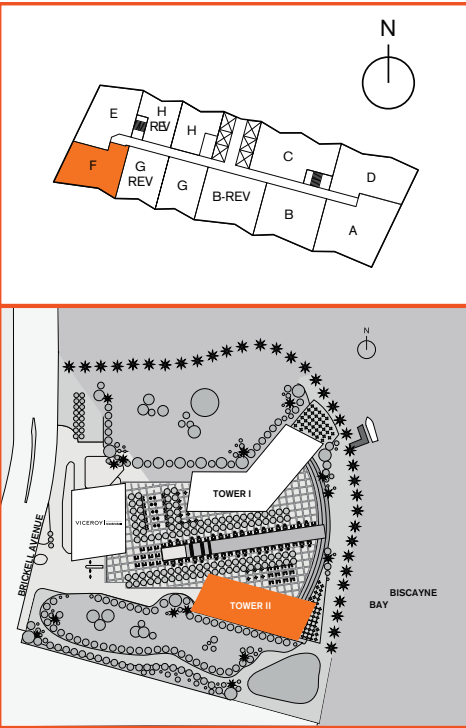 N
E
H
REV
H
C
D
F
G
REV
G
B-REV
B
A
N
TOWER I
VICEROY
BRICKELL AVENUE
TOWER II
BISCAYNE
BAY